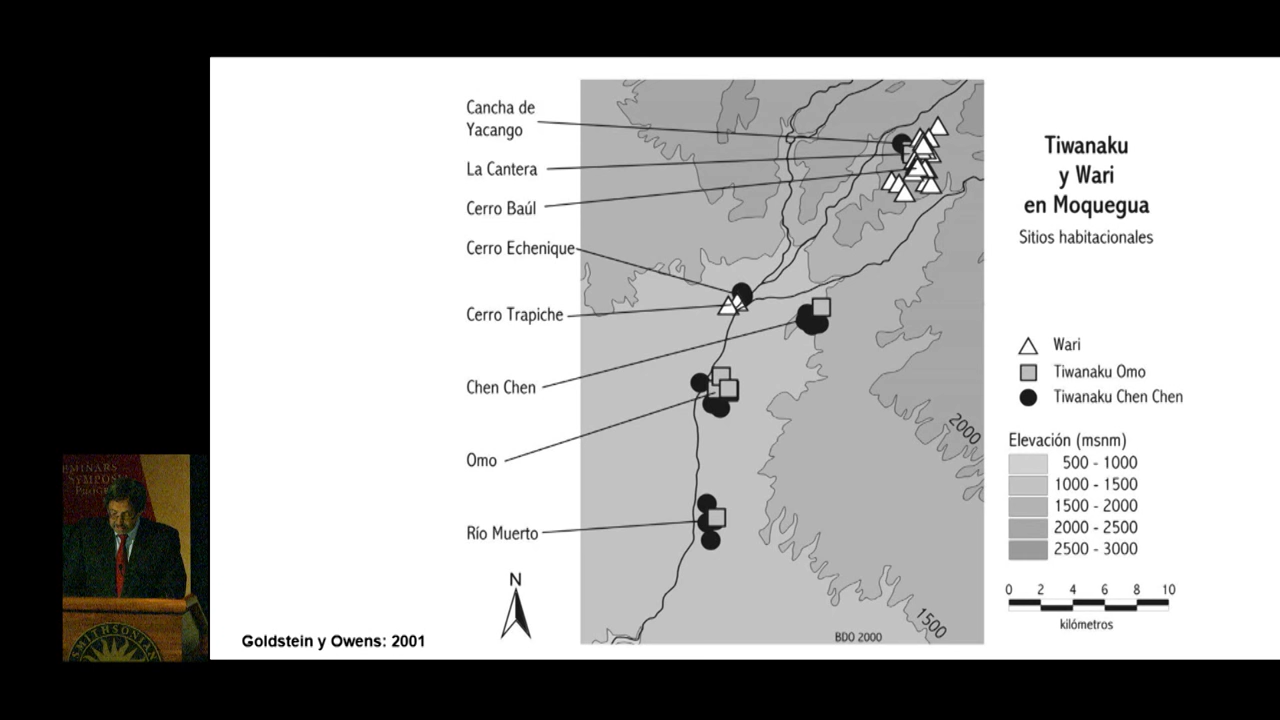 Cancha de
Yacango
La Cantera
Cerro Baúl
Cerro Echenique
Cerro Trapiche
Chen Chen
Omo
Río Muerto
N
Goldstein y Owens: 2001
2000
1500
BDO 2000
Tiwanaku
y Wari
en Moquegua
Sitios habitacionales
Wari
Tiwanaku Omo
Tiwanaku Chen Chen
Elevación (msnm)
500 - 1000
1000 - 1500
1500 - 2000
2000 - 2500
2500 - 3000
0 2 4 6 8 10
kilómetros
SMITHSONIAN